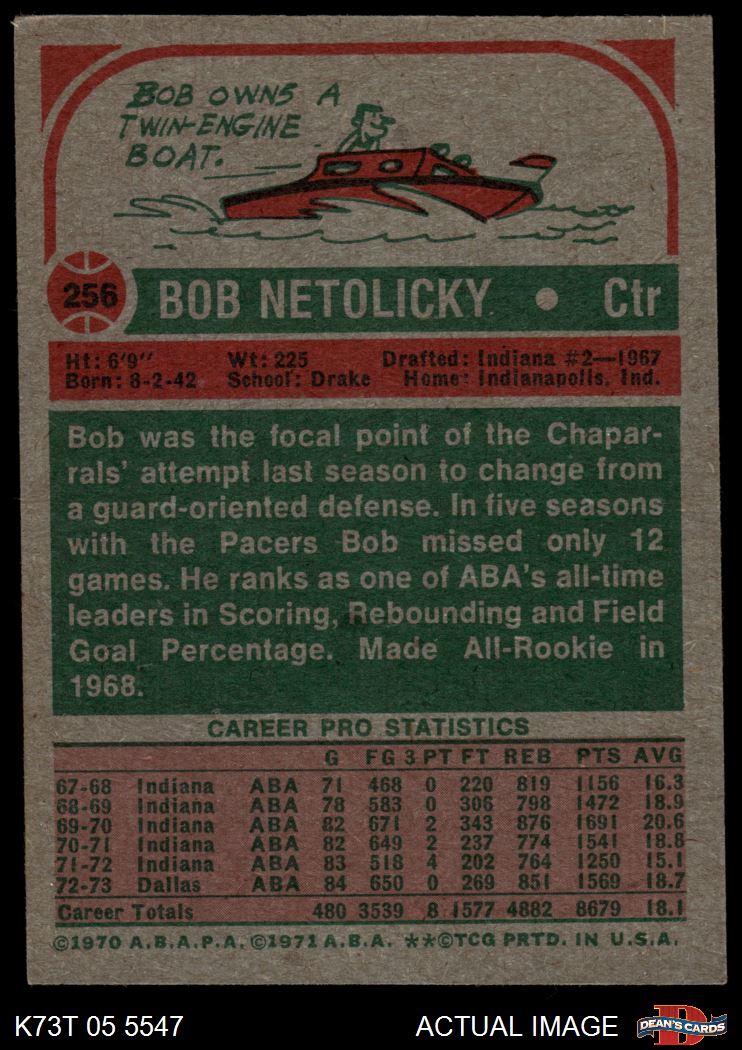 BOB OWNS A
TWIN-ENGINE
BOAT.
256 BOB NETOLICKY • Ctr
Ht: 6'9" Wt: 225 Drafted: Indiana #2—1967
Born: 8-2-42 School: Drake Home: Indianapolis, Ind.
Bob was the focal point of the Chapar-
rals' attempt last season to change from
a guard-oriented defense. In five seasons
with the Pacers Bob missed only 12
games. He ranks as one of ABA's all-time
leaders in Scoring, Rebounding and Field
Goal Percentage. Made All-Rookie in
1968.
CAREER PRO STATISTICS
G FG 3 PT FT REB PTS AVG
67-68 Indiana ABA 71 468 0 220 819 1156 16.3
68-69 Indiana ABA 78 583 0 306 798 1472 18.9
69-70 Indiana ABA 82 671 2 343 876 1691 20.6
70-71 Indiana ABA 82 649 2 237 774 1541 18.8
71-72 Indiana ABA 83 518 4 202 764 1250 15.1
72-73 Dallas ABA 84 650 0 269 851 1569 18.7
Career Totals 480 3539 8 1577 4882 8679 18.1
©1970 A.B.A.P.A. ©1971 A.B.A. **©TCG PRTD. IN U.S.A.
K73T 05 5547 ACTUAL IMAGE D DEAN'S CARDS